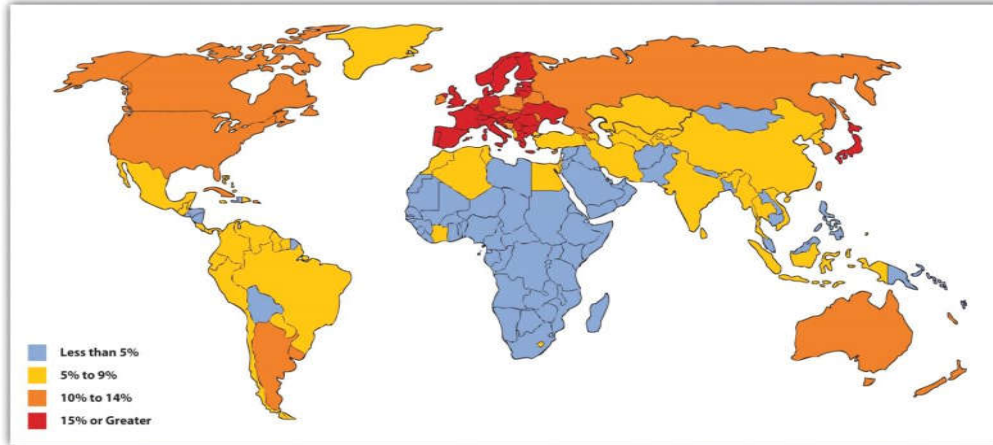 Less than 5%
5% to 9%
10% to 14%
15% or Greater